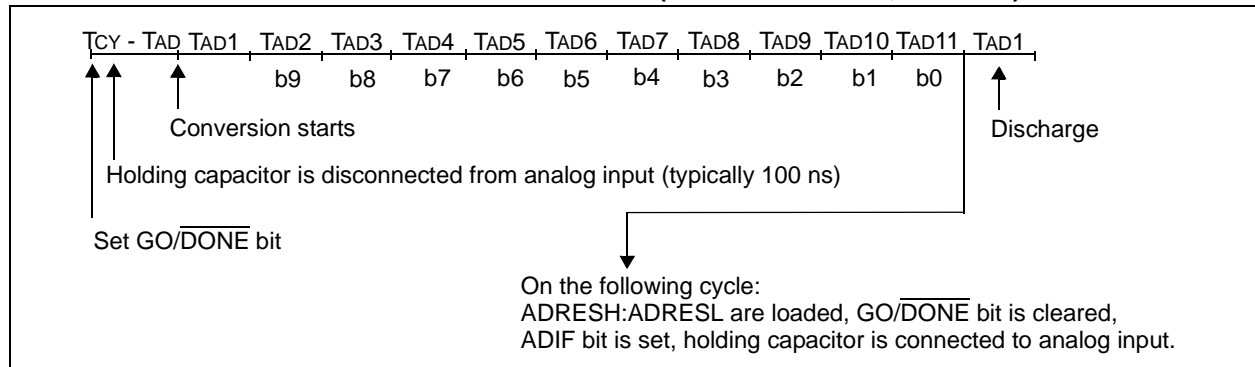 TCY - TAD TAD1 TAD2 TAD3 TAD4 TAD5 TAD6 TAD7 TAD8 TAD9 TAD10 TAD11 TAD1
b9 b8 b7 b6 b5 b4 b3 b2 b1 b0
Conversion starts
Discharge
Holding capacitor is disconnected from analog input (typically 100 ns)
Set GO/DONE bit
On the following cycle:
ADRESH:ADRESL are loaded, GO/DONE bit is cleared,
ADIF bit is set, holding capacitor is connected to analog input.